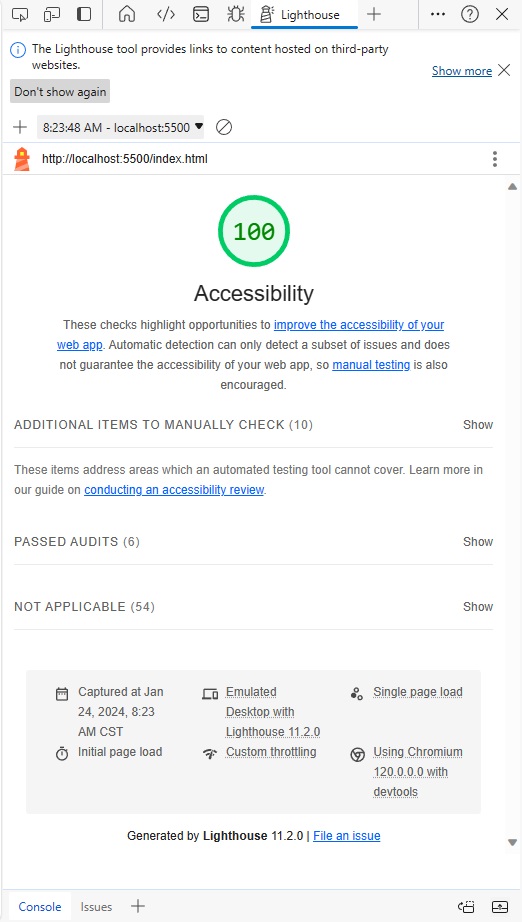 Lighthouse
The Lighthouse tool provides links to content hosted on third-party
websites.
Show more
Don't show again
8:23:48 AM - localhost:5500
http://localhost:5500/index.html
100
Accessibility
These checks highlight opportunities to improve the accessibility of your
web app. Automatic detection can only detect a subset of issues and does
not guarantee the accessibility of your web app, so manual testing is also
encouraged.
ADDITIONAL ITEMS TO MANUALLY CHECK (10) Show
These items address areas which an automated testing tool cannot cover. Learn more in
our guide on conducting an accessibility review.
PASSED AUDITS (6) Show
NOT APPLICABLE (54) Show
Captured at Jan
24, 2024, 8:23
AM CST
Emulated
Desktop with
Lighthouse 11.2.0
Single page load
Initial page load
Custom throttling
Using Chromium
120.0.0.0 with
devtools
Generated by Lighthouse 11.2.0 | File an issue
Console Issues